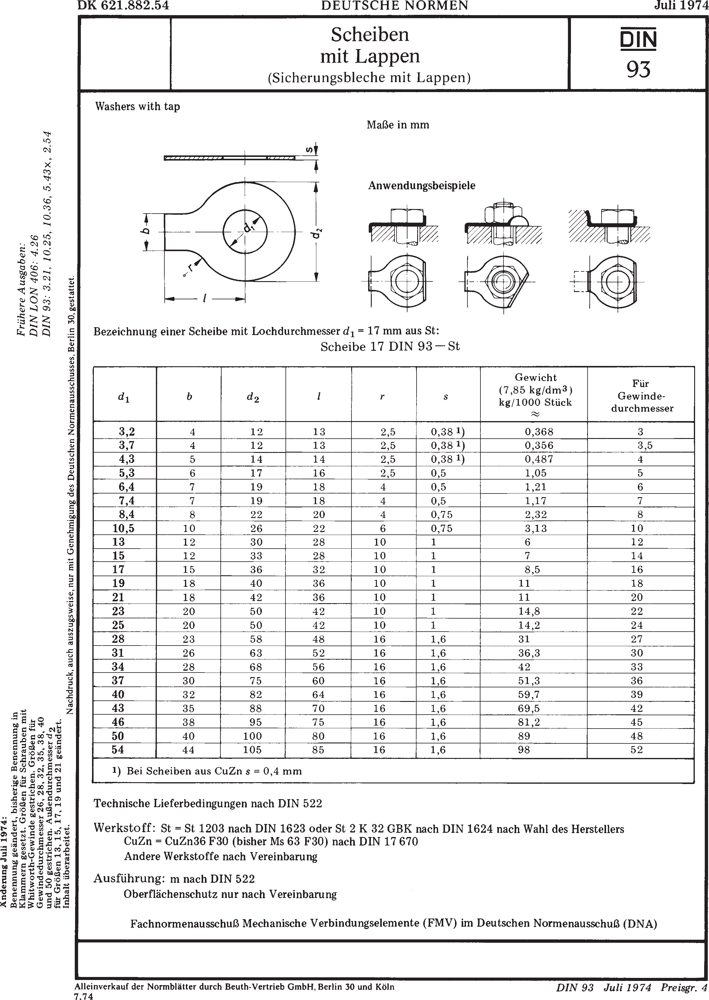 DK 621.882.54 DEUTSCHE NORMEN Juli 1974
Scheiben
mit Lappen
(Sicherungsbleche mit Lappen)
DIN
93
Washers with tap
Maße in mm
s
b
d1
d2
r
l
Anwendungsbeispiele
Bezeichnung einer Scheibe mit Lochdurchmesser d1 = 17 mm aus St:
Scheibe 17 DIN 93 — St
d1 b d2 l r s Gewicht (7,85 kg/dm³) kg/1000 Stück ≈ Für Gewinde-durchmesser
3,2 4 12 13 2,5 0,38 1) 0,368 3
3,7 4 12 13 2,5 0,38 1) 0,356 3,5
4,3 5 14 14 2,5 0,38 1) 0,487 4
5,3 6 17 16 2,5 0,5 1,05 5
6,4 7 19 18 4 0,5 1,21 6
7,4 7 19 18 4 0,5 1,17 7
8,4 8 22 20 4 0,75 2,32 8
10,5 10 26 22 6 0,75 3,13 10
13 12 30 28 10 1 6 12
15 12 33 28 10 1 7 14
17 15 36 32 10 1 8,5 16
19 18 40 36 10 1 11 18
21 18 42 36 10 1 11 20
23 20 50 42 10 1 14,8 22
25 20 50 42 10 1 14,2 24
28 23 58 48 16 1,6 31 27
31 26 63 52 16 1,6 36,3 30
34 28 68 56 16 1,6 42 33
37 30 75 60 16 1,6 51,3 36
40 32 82 64 16 1,6 59,7 39
43 35 88 70 16 1,6 69,5 42
46 38 95 75 16 1,6 81,2 45
50 40 100 80 16 1,6 89 48
54 44 105 85 16 1,6 98 52
1) Bei Scheiben aus CuZn s = 0,4 mm
Technische Lieferbedingungen nach DIN 522
Werkstoff: St = St 1203 nach DIN 1623 oder St 2 K 32 GBK nach DIN 1624 nach Wahl des Herstellers
CuZn = CuZn36 F30 (bisher Ms 63 F30) nach DIN 17 670
Andere Werkstoffe nach Vereinbarung
Ausführung: m nach DIN 522
Oberflächenschutz nur nach Vereinbarung
Fachnormenausschuß Mechanische Verbindungselemente (FMV) im Deutschen Normenausschuß (DNA)
Alleinverkauf der Normblätter durch Beuth-Vertrieb GmbH, Berlin 30 und Köln
7.74
DIN 93 Juli 1974 Preisgr. 4
Frühere Ausgaben:
DIN LON 406: 4.26
DIN 93: 3.21, 10.25, 10.36, 5.43x, 2.54
Nachdruck, auch auszugsweise, nur mit Genehmigung des Deutschen Normenausschusses, Berlin 30, gestattet.
Änderung Juli 1974:
Benennung geändert, bisherige Benennung in
Klammern gesetzt. Größen für Schrauben mit
Whitworth-Gewinde gestrichen. Größen für
Gewindedurchmesser 26, 28, 32, 35, 38, 40
und 50 gestrichen. Außendurchmesser d2
für Größen 13, 15, 17, 19 und 21 geändert.
Inhalt überarbeitet.